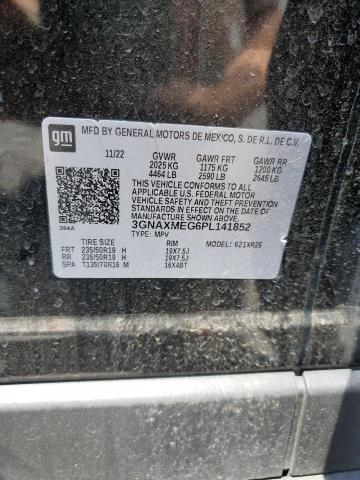 gm
MFD BY GENERAL MOTORS DE MEXICO, S. DE R.L. DE C.V.
11/22 GVWR GAWR FRT GAWR RR
2025 KG 1175 KG 1200 KG
4464 LB 2590 LB 2645 LB
THIS VEHICLE CONFORMS TO ALL APPLICABLE
U.S. FEDERAL MOTOR VEHICLE SAFETY AND
THEFT PREVENTION STANDARDS IN EFFECT ON
THE DATE OF MANUFACTURE SHOWN ABOVE.
3GNAXMEG6PL141852
394A TYPE: MPV MODEL: 621XR26
TIRE SIZE RIM
FRT 235/50R19 H 19X7.5J
RR 235/50R19 H 19X7.5J
SPA T135/70R16 M 16X4BT